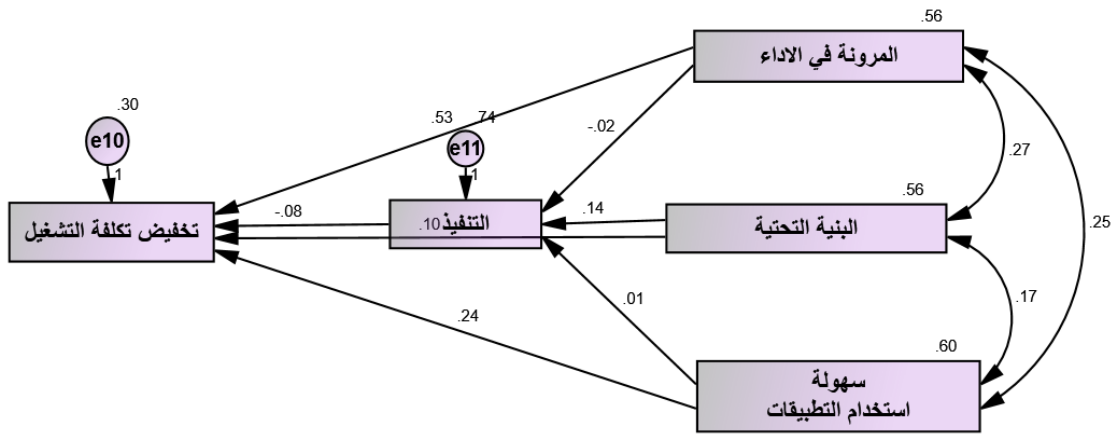 .56
المرونة في الاداء
.30
.53
.74
e10
e11
-.02
1
1
.27
-.08
.10
التنفيذ
.14
.56
البنية التحتية
تخفيض تكلفة التشغيل
.25
.01
.17
.24
.60
سهولة
استخدام التطبيقات